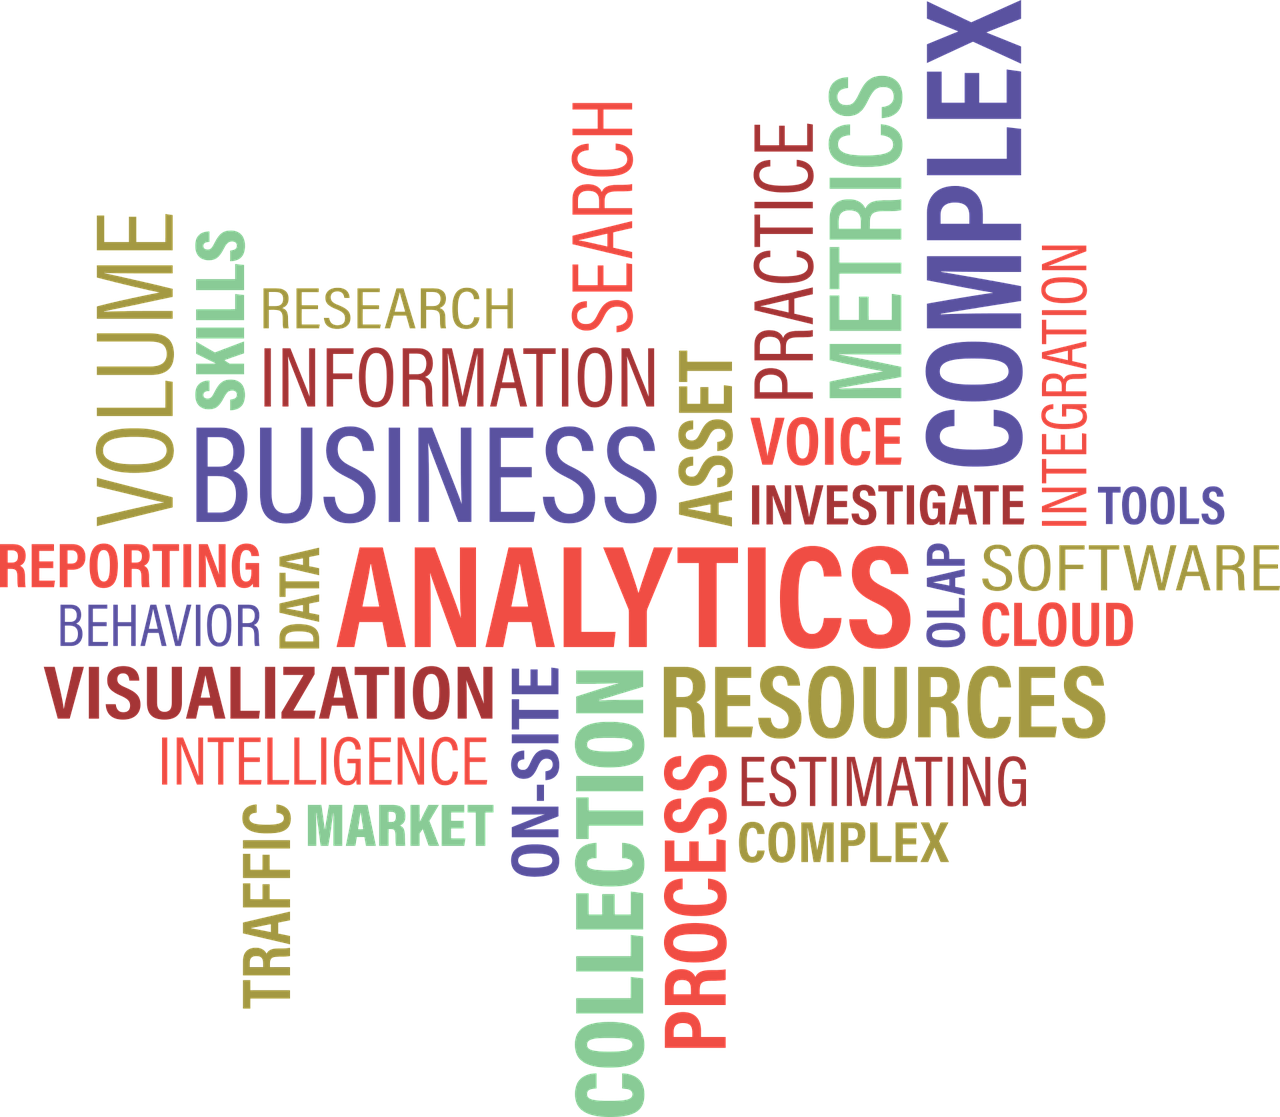 COMPLEX
METRICS
SEARCH
PRACTICE
VOLUME
SKILLS
INTEGRATION
RESEARCH
INFORMATION
ASSET
VOICE
BUSINESS
INVESTIGATE
TOOLS
REPORTING
DATA
ANALYTICS
OLAP
SOFTWARE
BEHAVIOR
CLOUD
VISUALIZATION
ON-SITE
COLLECTION
RESOURCES
INTELLIGENCE
PROCESS
ESTIMATING
TRAFFIC
MARKET
COMPLEX